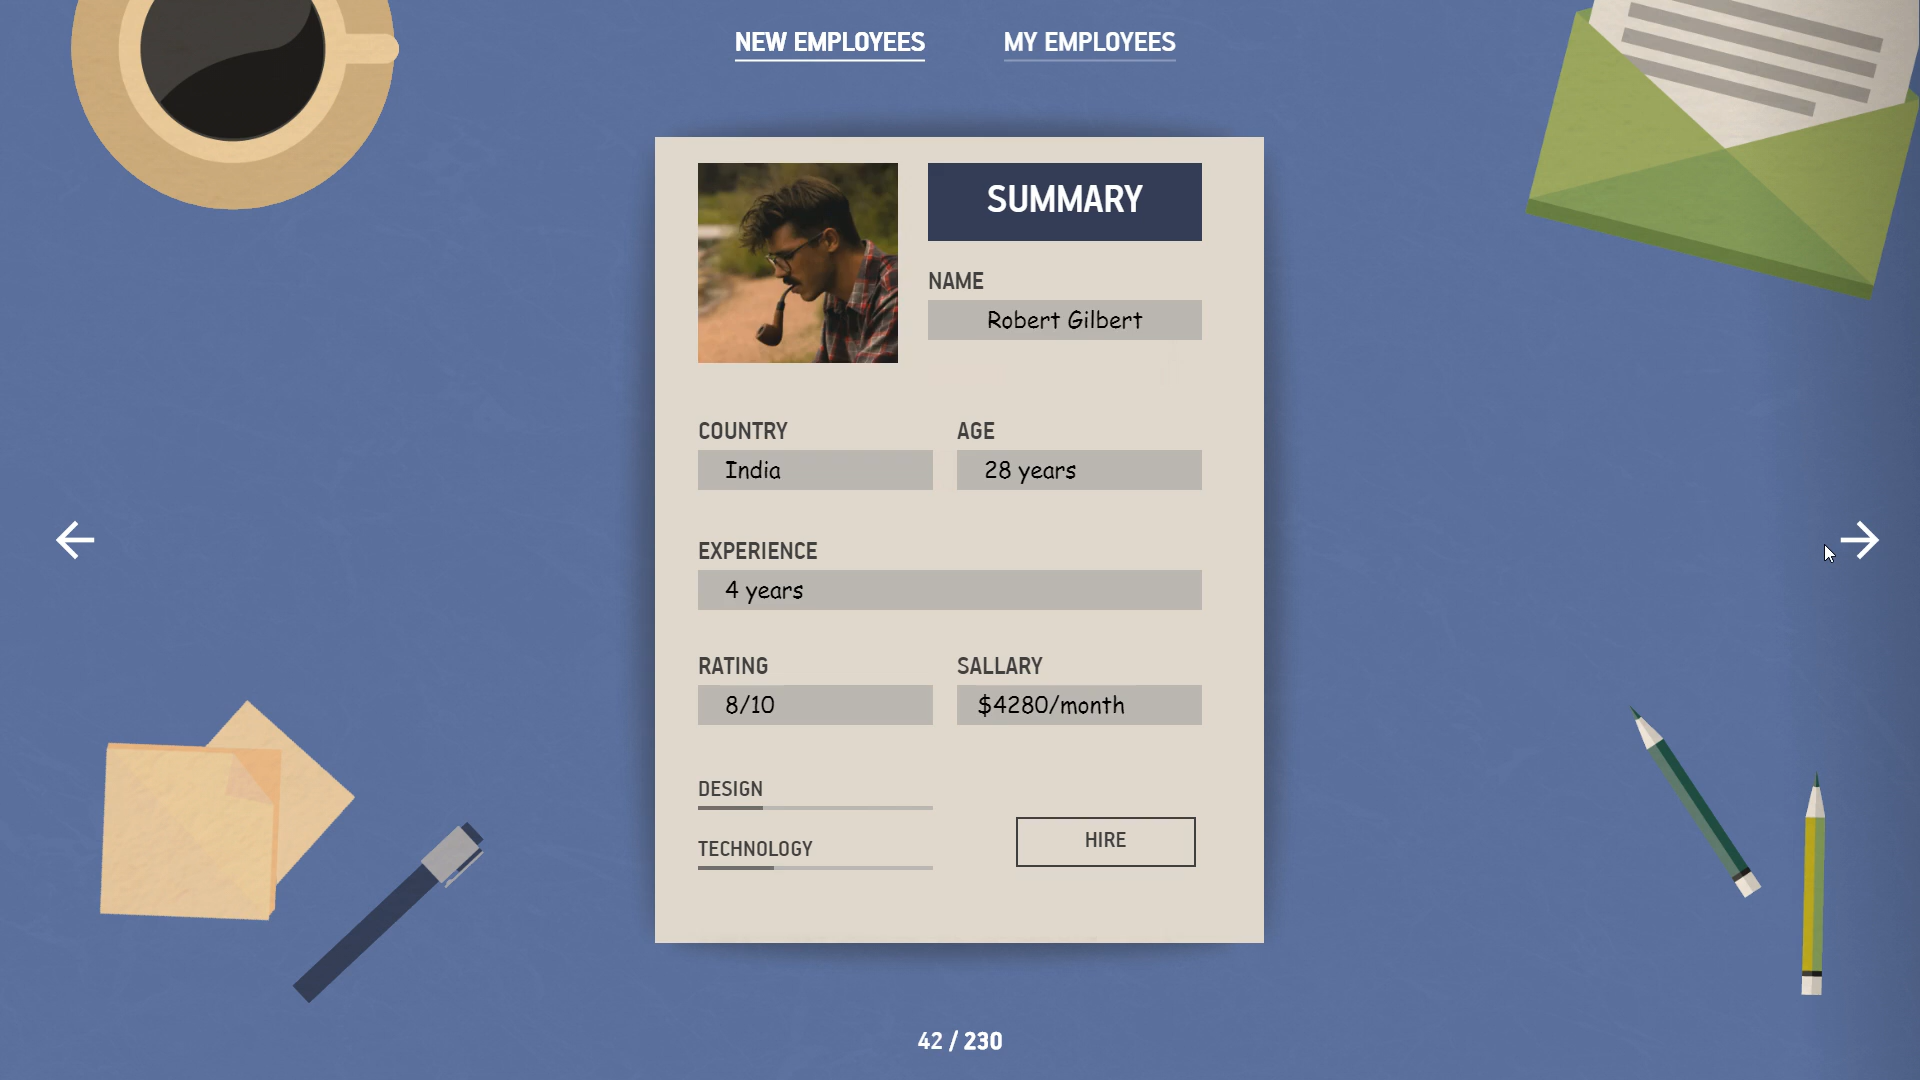 NEW EMPLOYEES
MY EMPLOYEES
SUMMARY
NAME
Robert Gilbert
COUNTRY
AGE
India
28 years
EXPERIENCE
4 years
RATING
SALLARY
8/10
$4280/month
DESIGN
TECHNOLOGY
HIRE
42 / 230